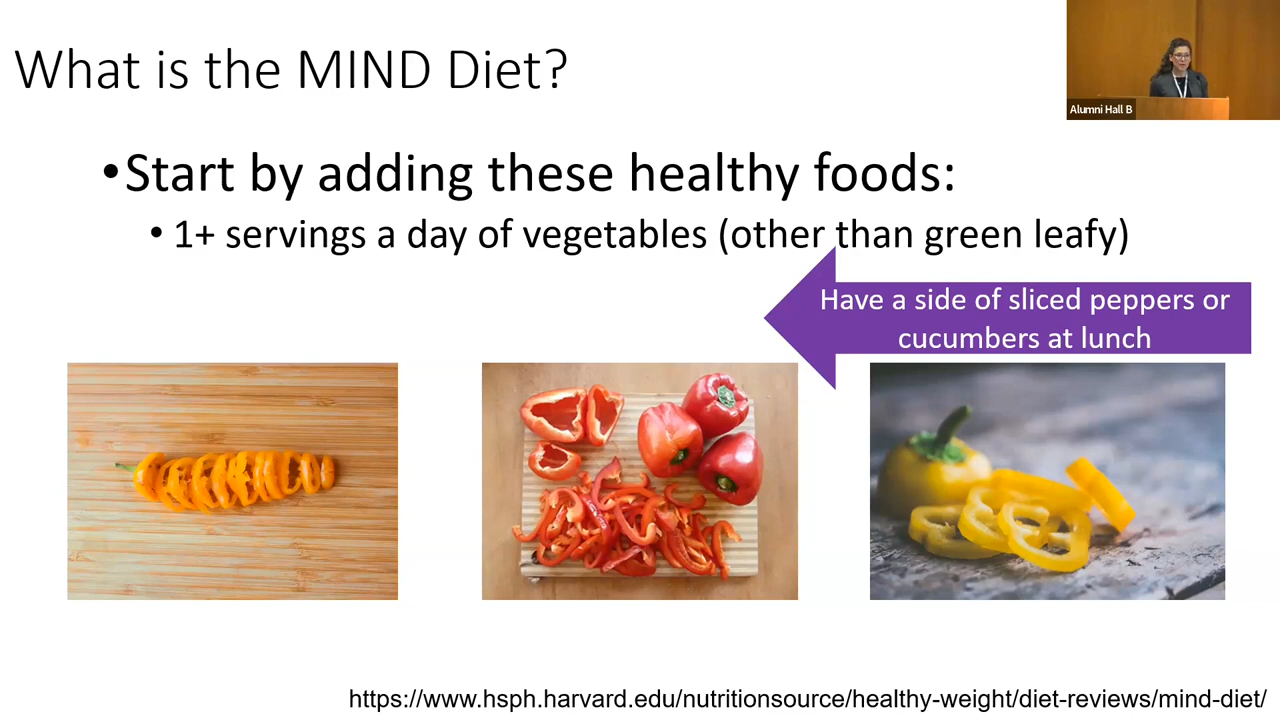 What is the MIND Diet?
Alumni Hall B
•Start by adding these healthy foods:
• 1+ servings a day of vegetables (other than green leafy)
Have a side of sliced peppers or
cucumbers at lunch
https://www.hsph.harvard.edu/nutritionsource/healthy-weight/diet-reviews/mind-diet/